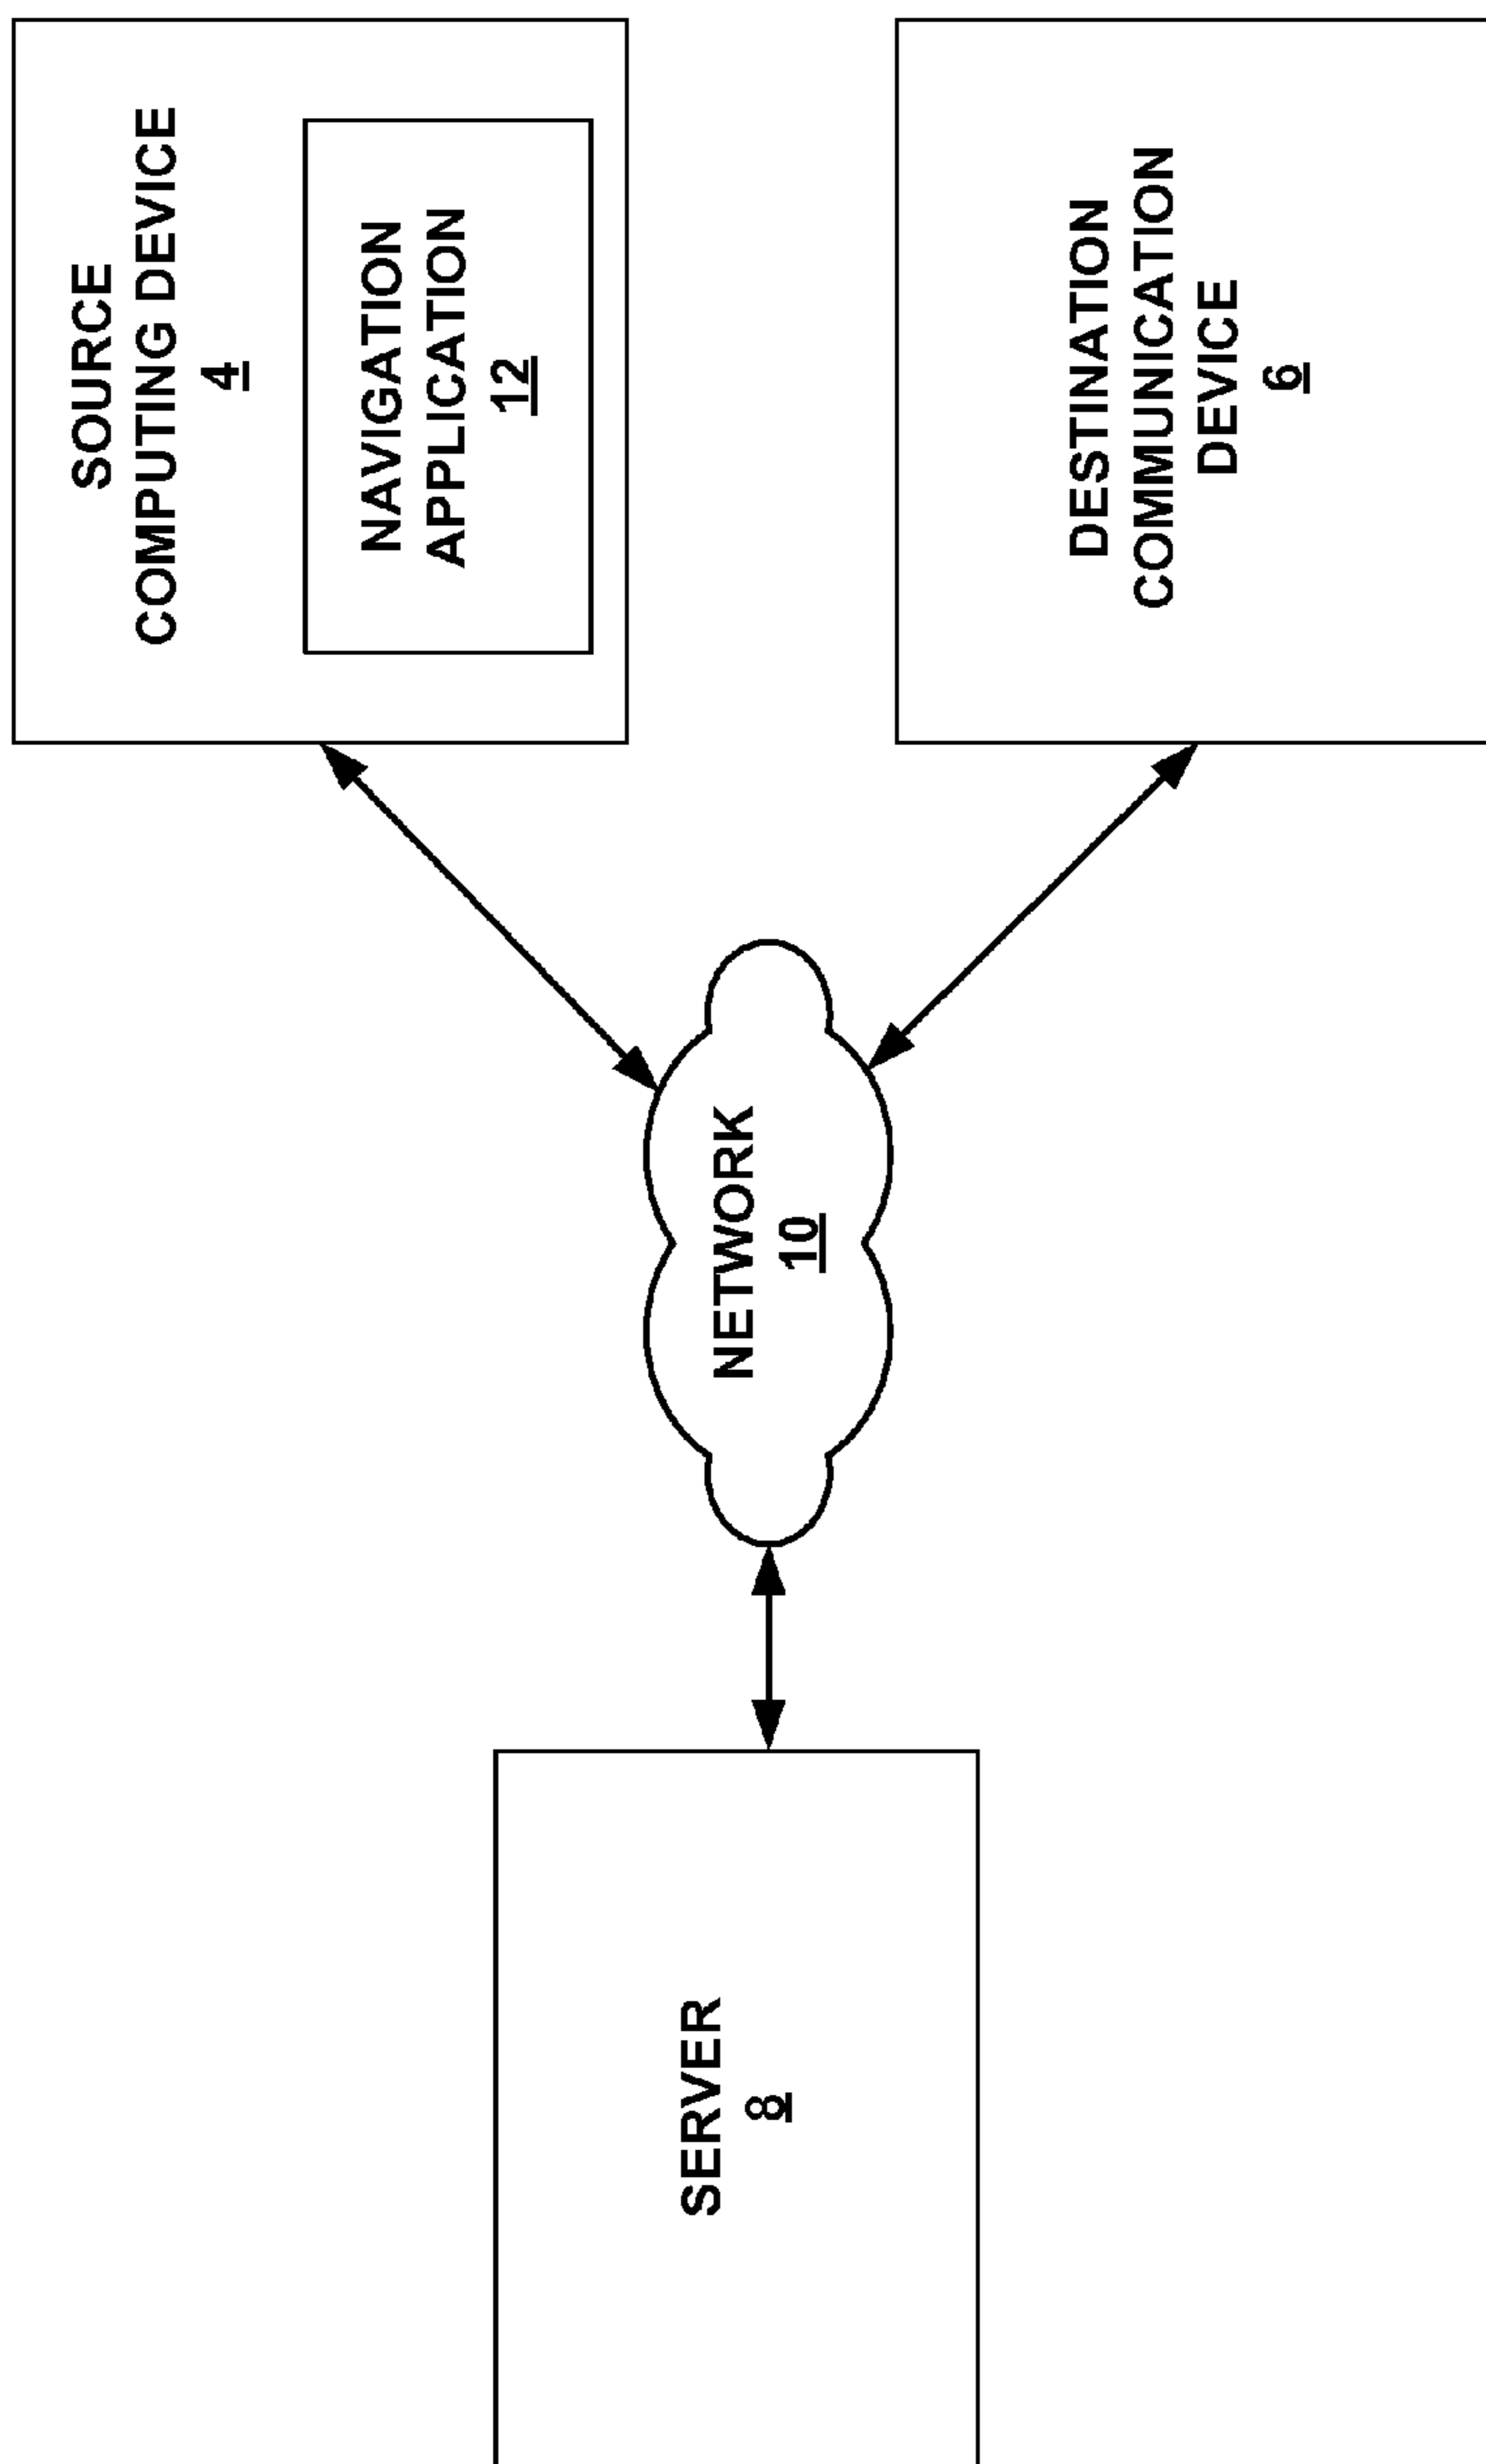 SOURCE
COMPUTING DEVICE
4
NAVIGATION
APPLICATION
12
DESTINATION
COMMUNICATION
DEVICE
6
NETWORK
10
SERVER
8